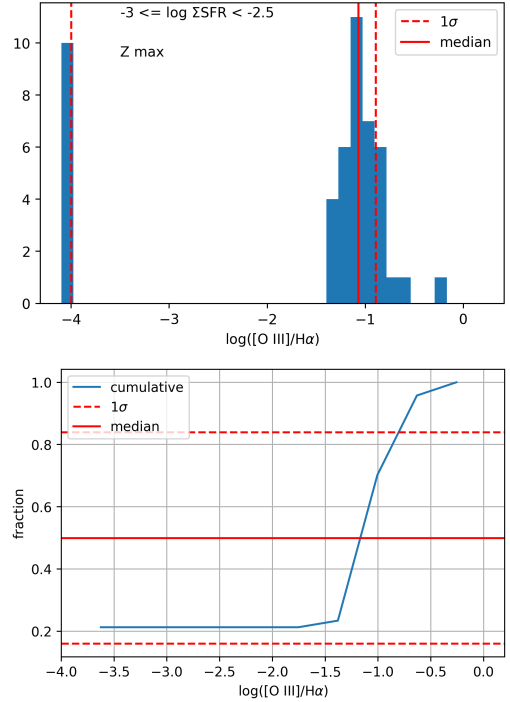 -3 <= log ΣSFR < -2.5
Z max
1σ
median
10
8
6
4
2
0
−4
−3
−2
−1
0
log([O III]/Hα)
cumulative
1σ
median
1.0
0.8
0.6
0.4
0.2
fraction
−4.0
−3.5
−3.0
−2.5
−2.0
−1.5
−1.0
−0.5
0.0
log([O III]/Hα)